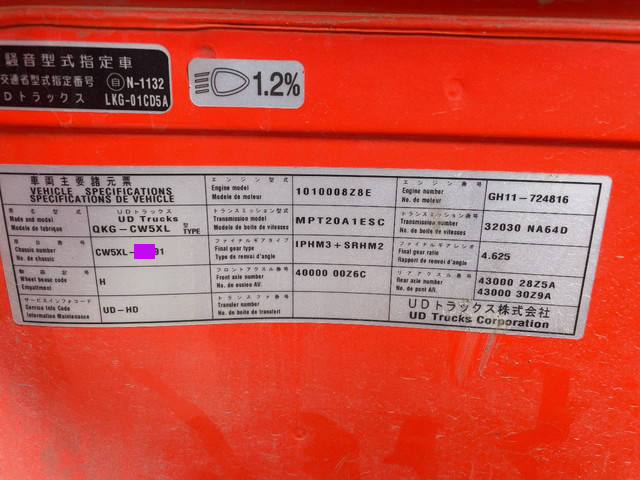 騒音型式指定車
交通省型式指定番号 自 N-1132
UDトラックス LKG-01CD5A
1.2%
車両主要諸元票
VEHICLE SPECIFICATIONS
SPECIFICATIONS DE VEHICLE
エンジン型式
Engine model
Modele de moteur
1010008Z8E
エンジン番号
Engine number
No. de moteur
GH11-724816
車名型式
Made and model
Modele de fabrique
UDトラックス
UD Trucks
QKG-CW5XL
型
TYPE
トランスミッション型式
Transmission model
Modele de boite de vitesses
MPT20A1ESC
トランスミッション番号
Transmission number
No. de boite de vitesses
32030 NA64D
車台番号
Chassis number
No. de chassis
CW5XL- 91
ファイナルギアタイプ
Final gear type
Type de renvoi d'angle
IPHM3+SRHM2
ファイナルギアレシオ
Final gear ratio
Rapport de renvoi d'angle
4.625
軸距記号
Wheel base code
Empattement
H
フロントアクスル番号
Front axle number
No. de essieu AV.
40000 00Z6C
リアアクスル番号
Rear axle number
No. de pont AR.
43000 28Z5A
43000 30Z9A
サービスインフォコード
Service Info Code
Information Maintenance
UD-HD
トランスファ番号
Transfer number
No. de boite de transfert
UDトラックス株式会社
UD Trucks Corporation